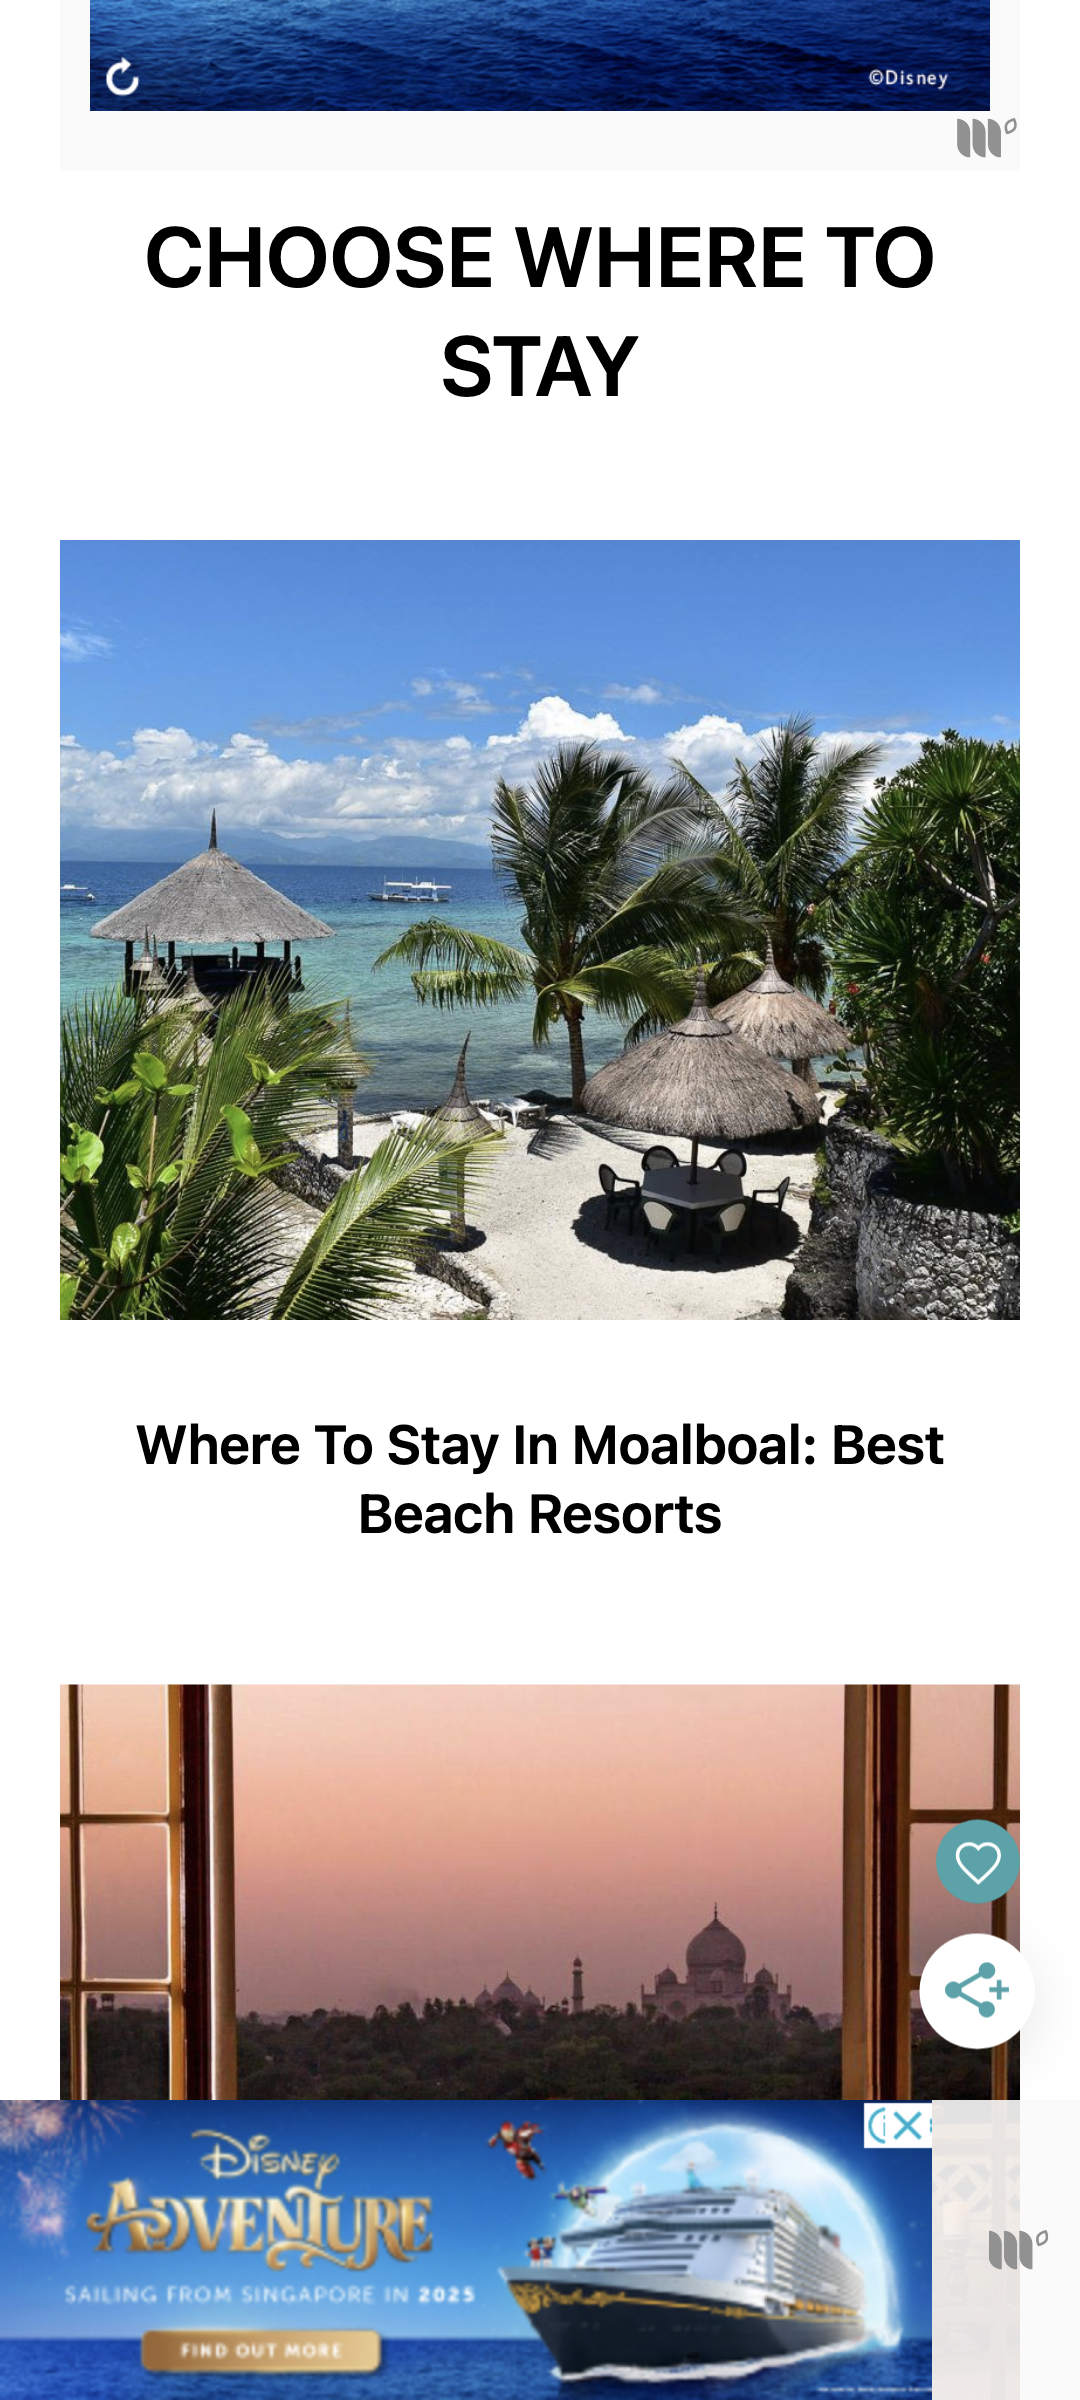 ©Disney
CHOOSE WHERE TO
STAY
Where To Stay In Moalboal: Best
Beach Resorts
Disney
ADVENTURE
SAILING FROM SINGAPORE IN 2025
FIND OUT MORE